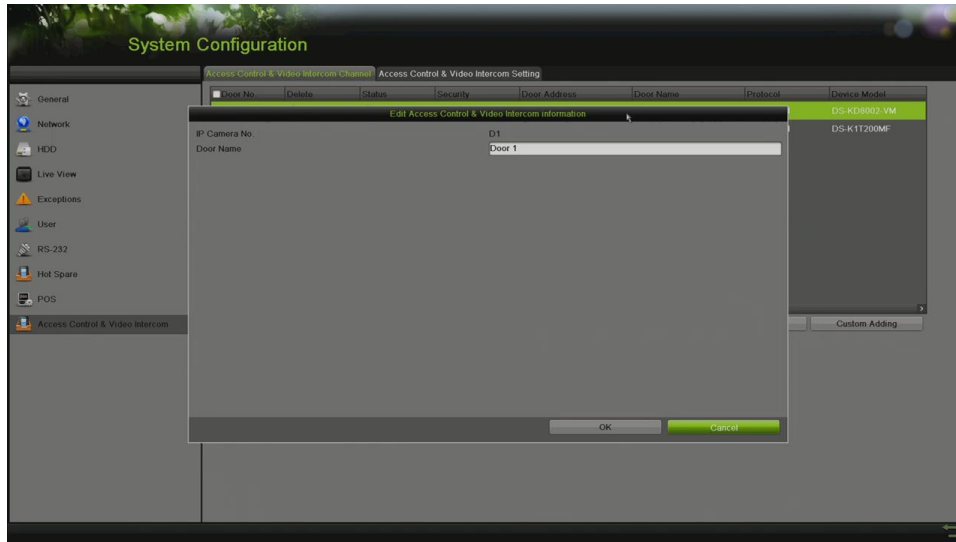 System Configuration
Access Control & Video Intercom Channel Access Control & Video Intercom Setting
General
Network
HDD
Live View
Exceptions
User
RS-232
Hot Spare
POS
Access Control & Video Intercom
Door No. Delete Status Security Door Address Door Name Protocol Device Model
DS-KD8002-VM
DS-K1T200MF
Edit Access Control & Video Intercom information
IP Camera No. D1
Door Name Door 1
OK Cancel
Custom Adding